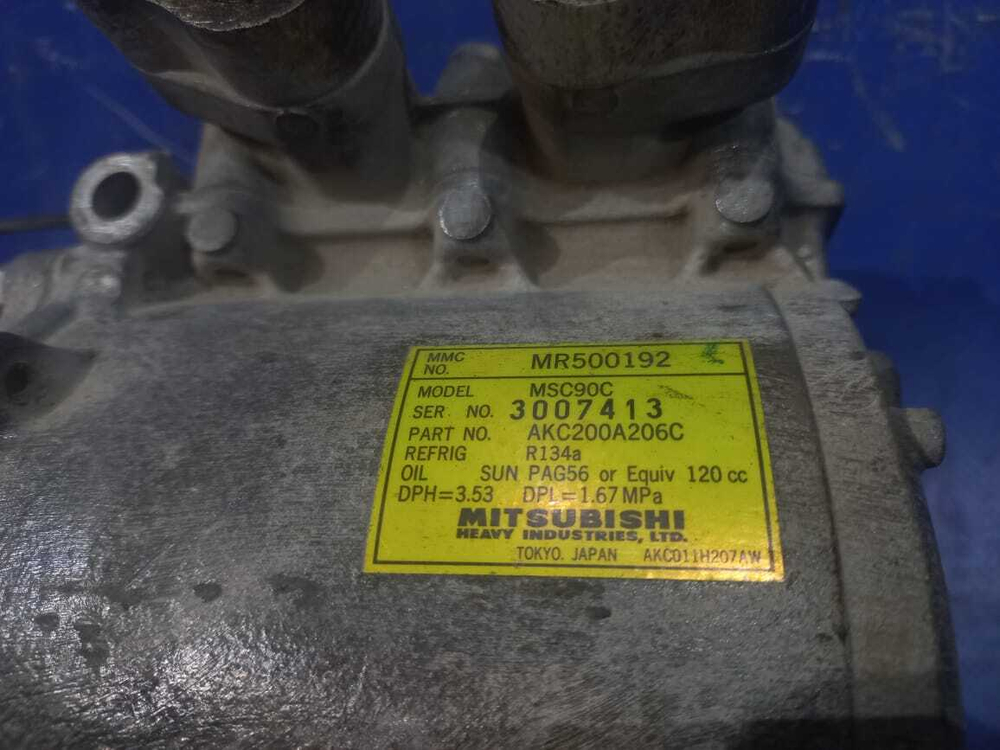 MMC NO. MR500192
MODEL MSC90C
SER NO. 3007413
PART NO. AKC200A206C
REFRIG R134a
OIL SUN PAG56 or Equiv 120 cc
DPH=3.53 DPL=1.67 MPa
MITSUBISHI
HEAVY INDUSTRIES, LTD.
TOKYO. JAPAN AKC011H207AW